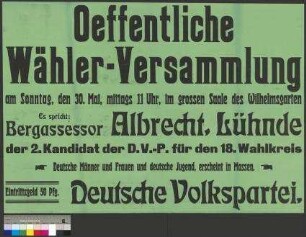 Oeffentliche
Wähler-Versammlung
am Sonntag, den 30. Mai, mittags 11 Uhr, im grossen Saale des Wilhelmsgarten
Es spricht:
Bergassessor Albrecht, Lühnde
der 2. Kandidat der D.V.-P. für den 18. Wahlkreis
Deutsche Männer und Frauen und deutsche Jugend, erscheint in Massen.
Eintrittsgeld 50 Pfg. Deutsche Volkspartei.